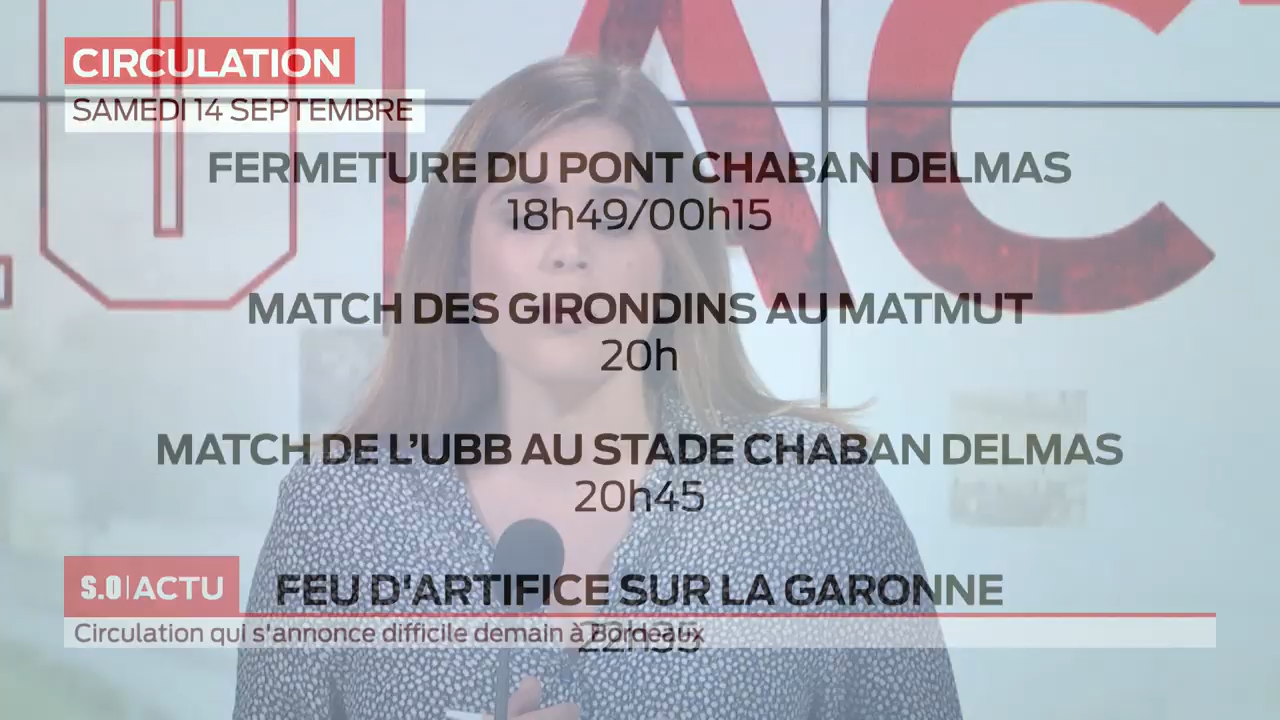 CIRCULATION
SAMEDI 14 SEPTEMBRE
FERMETURE DU PONT CHABAN DELMAS
18h49/00h15
MATCH DES GIRONDINS AU MATMUT
20h
MATCH DE L’UBB AU STADE CHABAN DELMAS
20h45
S.O|ACTU
FEU D'ARTIFICE SUR LA GARONNE
Circulation qui s'annonce difficile demain à Bordeaux
22h35